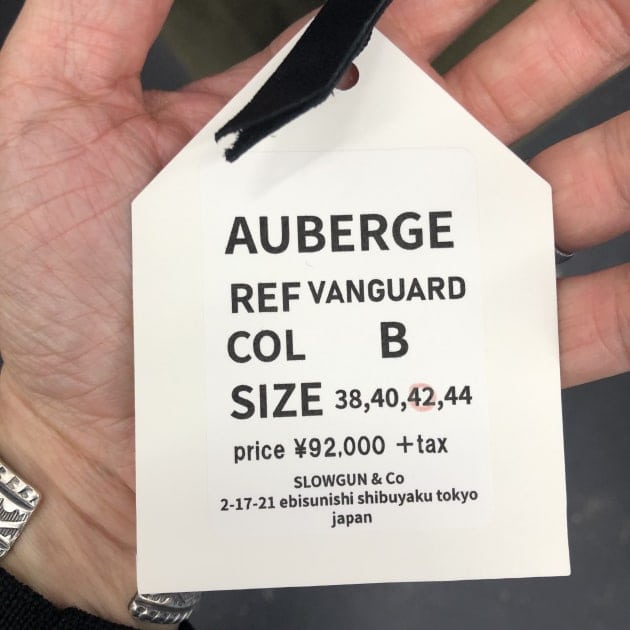 AUBERGE
REF VANGUARD
COL B
SIZE 38,40,42,44
price ¥92,000 +tax
SLOWGUN & Co
2-17-21 ebisunishi shibuyaku tokyo
japan